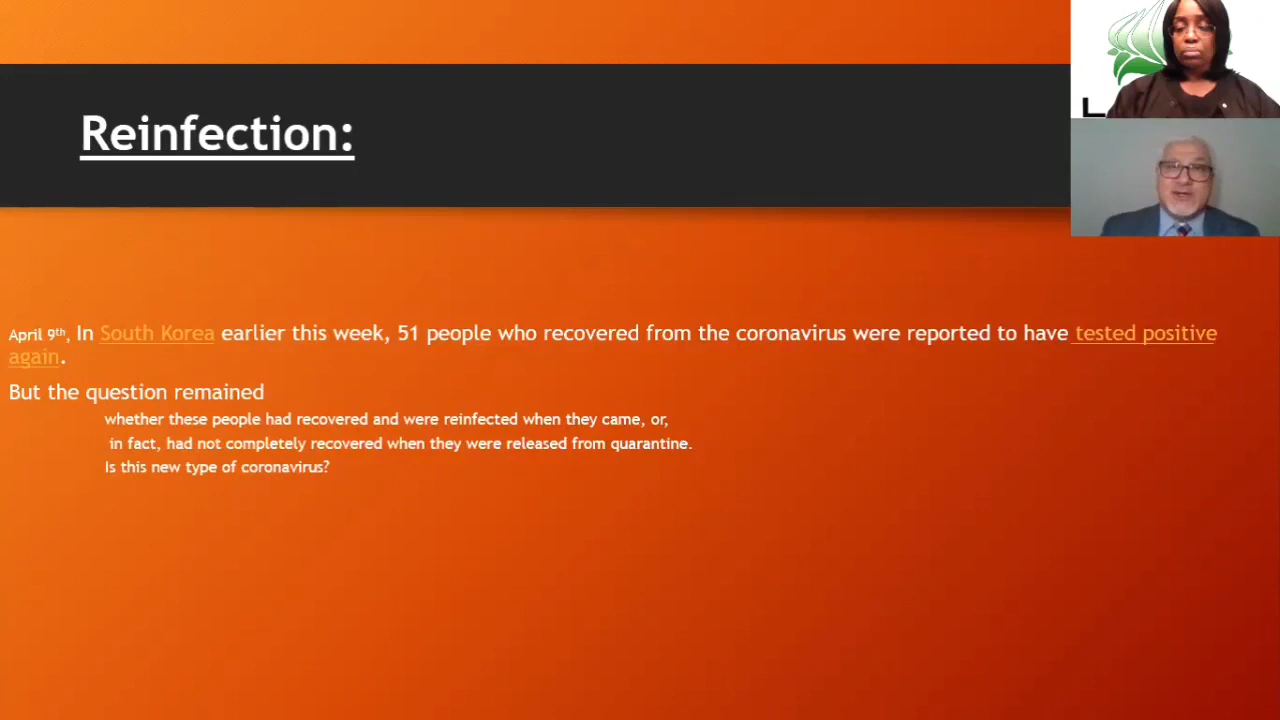 Reinfection:
April 9th, In South Korea earlier this week, 51 people who recovered from the coronavirus were reported to have tested positive
again.
But the question remained
whether these people had recovered and were reinfected when they came, or,
in fact, had not completely recovered when they were released from quarantine.
Is this new type of coronavirus?
L